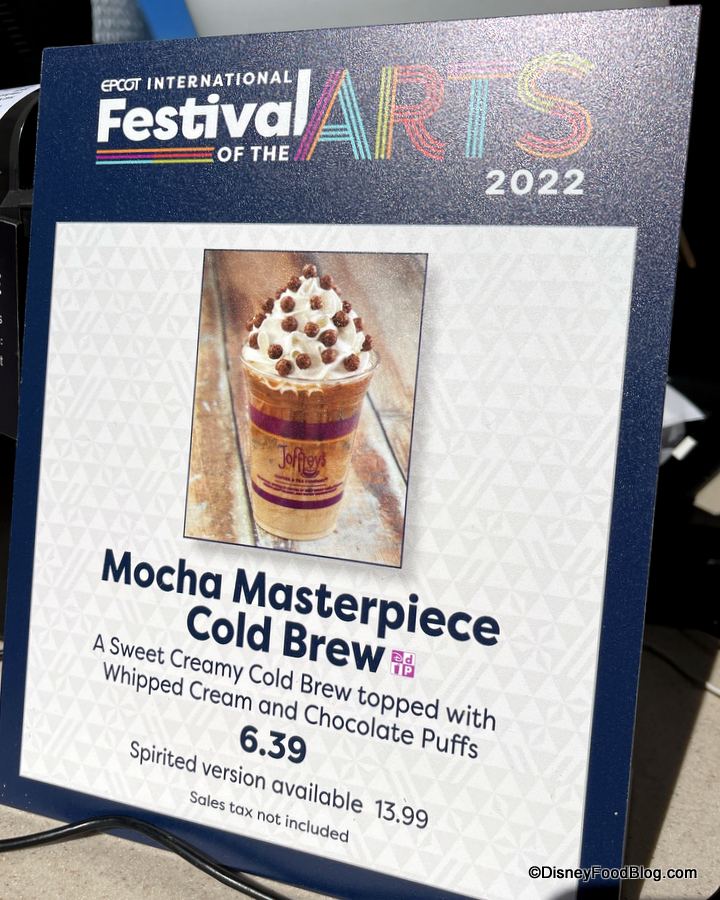 EPCOT INTERNATIONAL
Festival
OF THE
ARTS
2022
Joffrey's
Mocha Masterpiece
Cold Brew
A Sweet Creamy Cold Brew topped with
Whipped Cream and Chocolate Puffs
6.39
Spirited version available 13.99
Sales tax not included
©DisneyFoodBlog.com